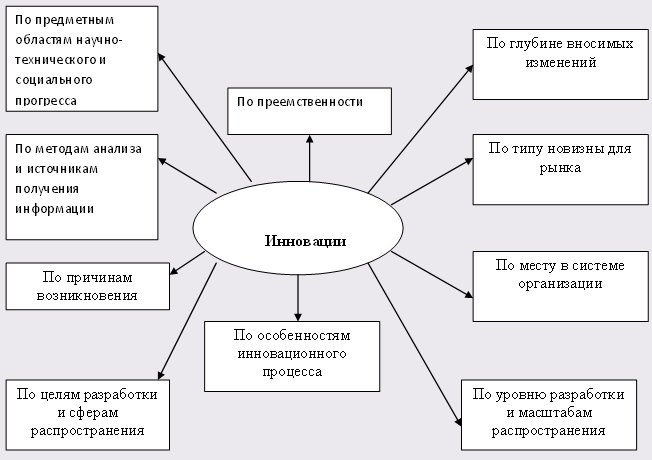 По предметным
областям научно-
технического и
социального
прогресса
По преемственности
По глубине вносимых
изменений
По методам анализа
и источникам
получения
информации
По типу новизны для
рынка
Инновации
По причинам
возникновения
По месту в системе
организации
По особенностям
инновационного
процесса
По целям разработки
и сферам
распространения
По уровню разработки
и масштабам
распространения